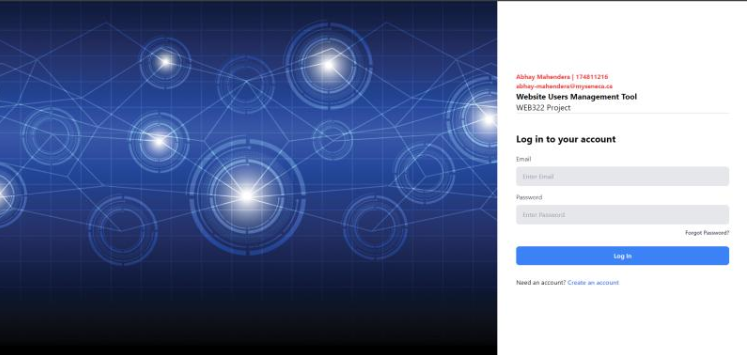 Abhay Mahendera | 174811216
abhay-mahendera@myseneca.ca
Website Users Management Tool
WEB322 Project
Log in to your account
Email
Enter Email
Password
Enter Password
Forgot Password?
Log In
Need an account? Create an account